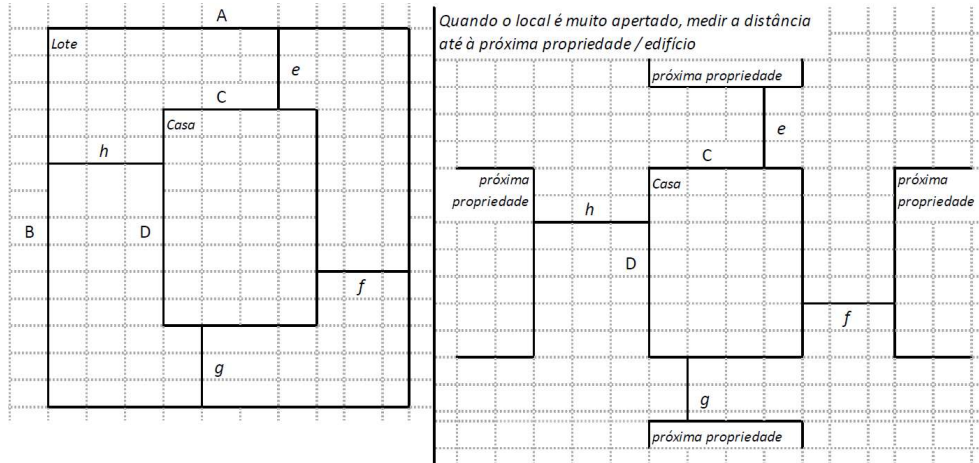 A
Lote
e
C
Casa
h
B
D
f
g
Quando o local é muito apertado, medir a distância
até à próxima propriedade / edifício
próxima propriedade
e
C
próxima
propriedade
Casa
próxima
propriedade
h
D
f
g
próxima propriedade